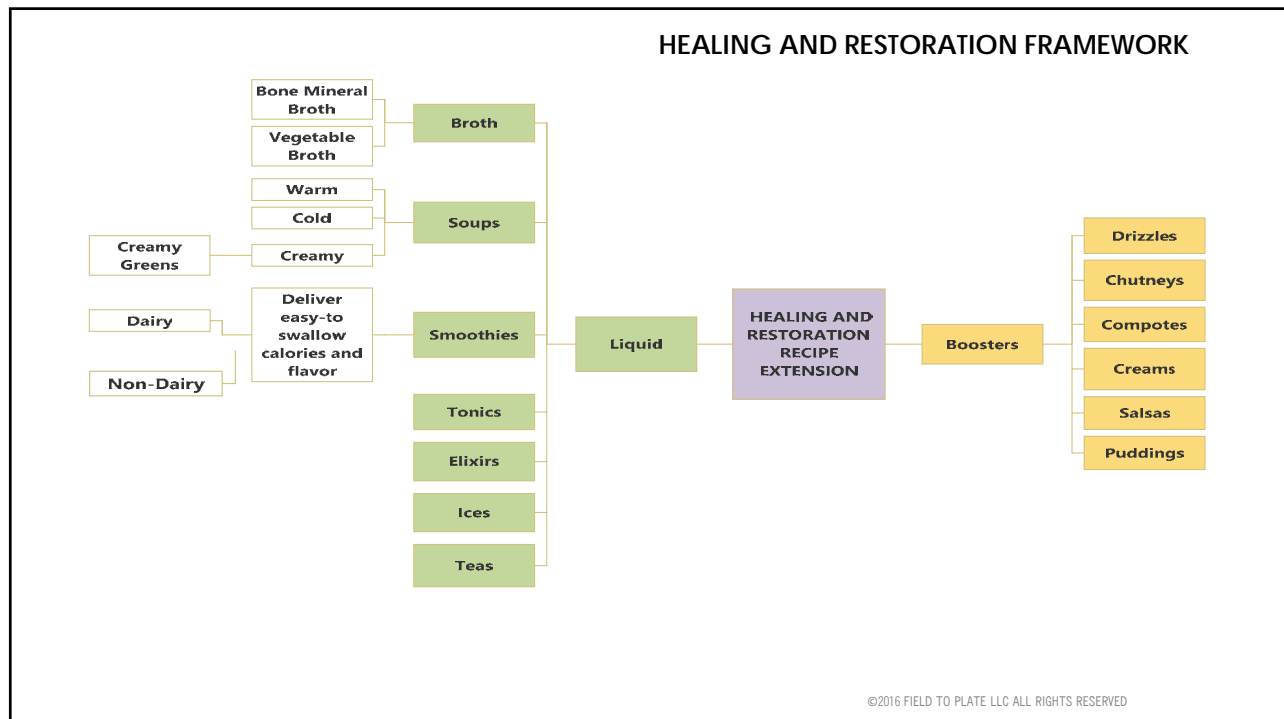 HEALING AND RESTORATION FRAMEWORK
Bone Mineral
Broth
Vegetable
Broth
Broth
Warm
Cold
Creamy
Soups
Creamy
Greens
Dairy
Non-Dairy
Deliver
easy-to
swallow
calories and
flavor
Smoothies
Tonics
Elixirs
Ices
Teas
Liquid
HEALING AND
RESTORATION
RECIPE
EXTENSION
Boosters
Drizzles
Chutneys
Compotes
Creams
Salsas
Puddings
©2016 FIELD TO PLATE LLC ALL RIGHTS RESERVED